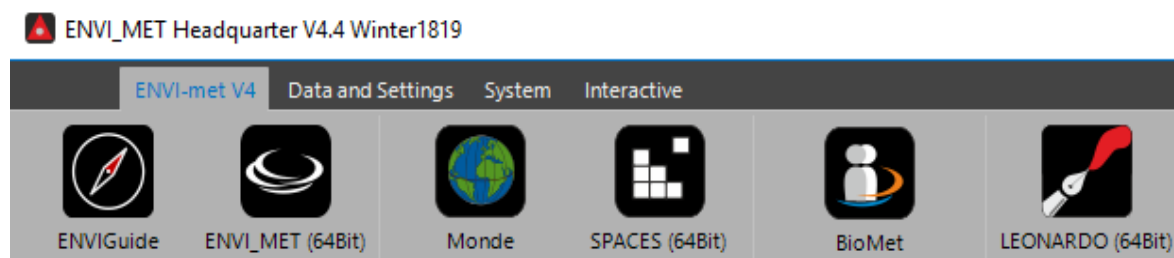 ENVI_MET Headquarter V4.4 Winter1819
ENVI-met V4 Data and Settings System Interactive
ENVIGuide ENVI_MET (64Bit) Monde SPACES (64Bit) BioMet LEONARDO (64Bit)